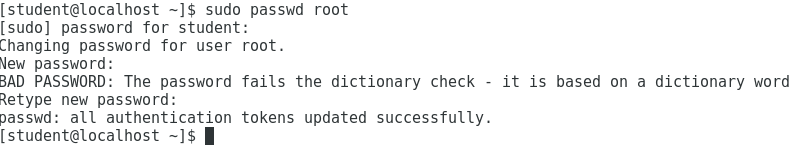 [student@localhost ~]$ sudo passwd root
[sudo] password for student:
Changing password for user root.
New password:
BAD PASSWORD: The password fails the dictionary check - it is based on a dictionary word
Retype new password:
passwd: all authentication tokens updated successfully.
[student@localhost ~]$